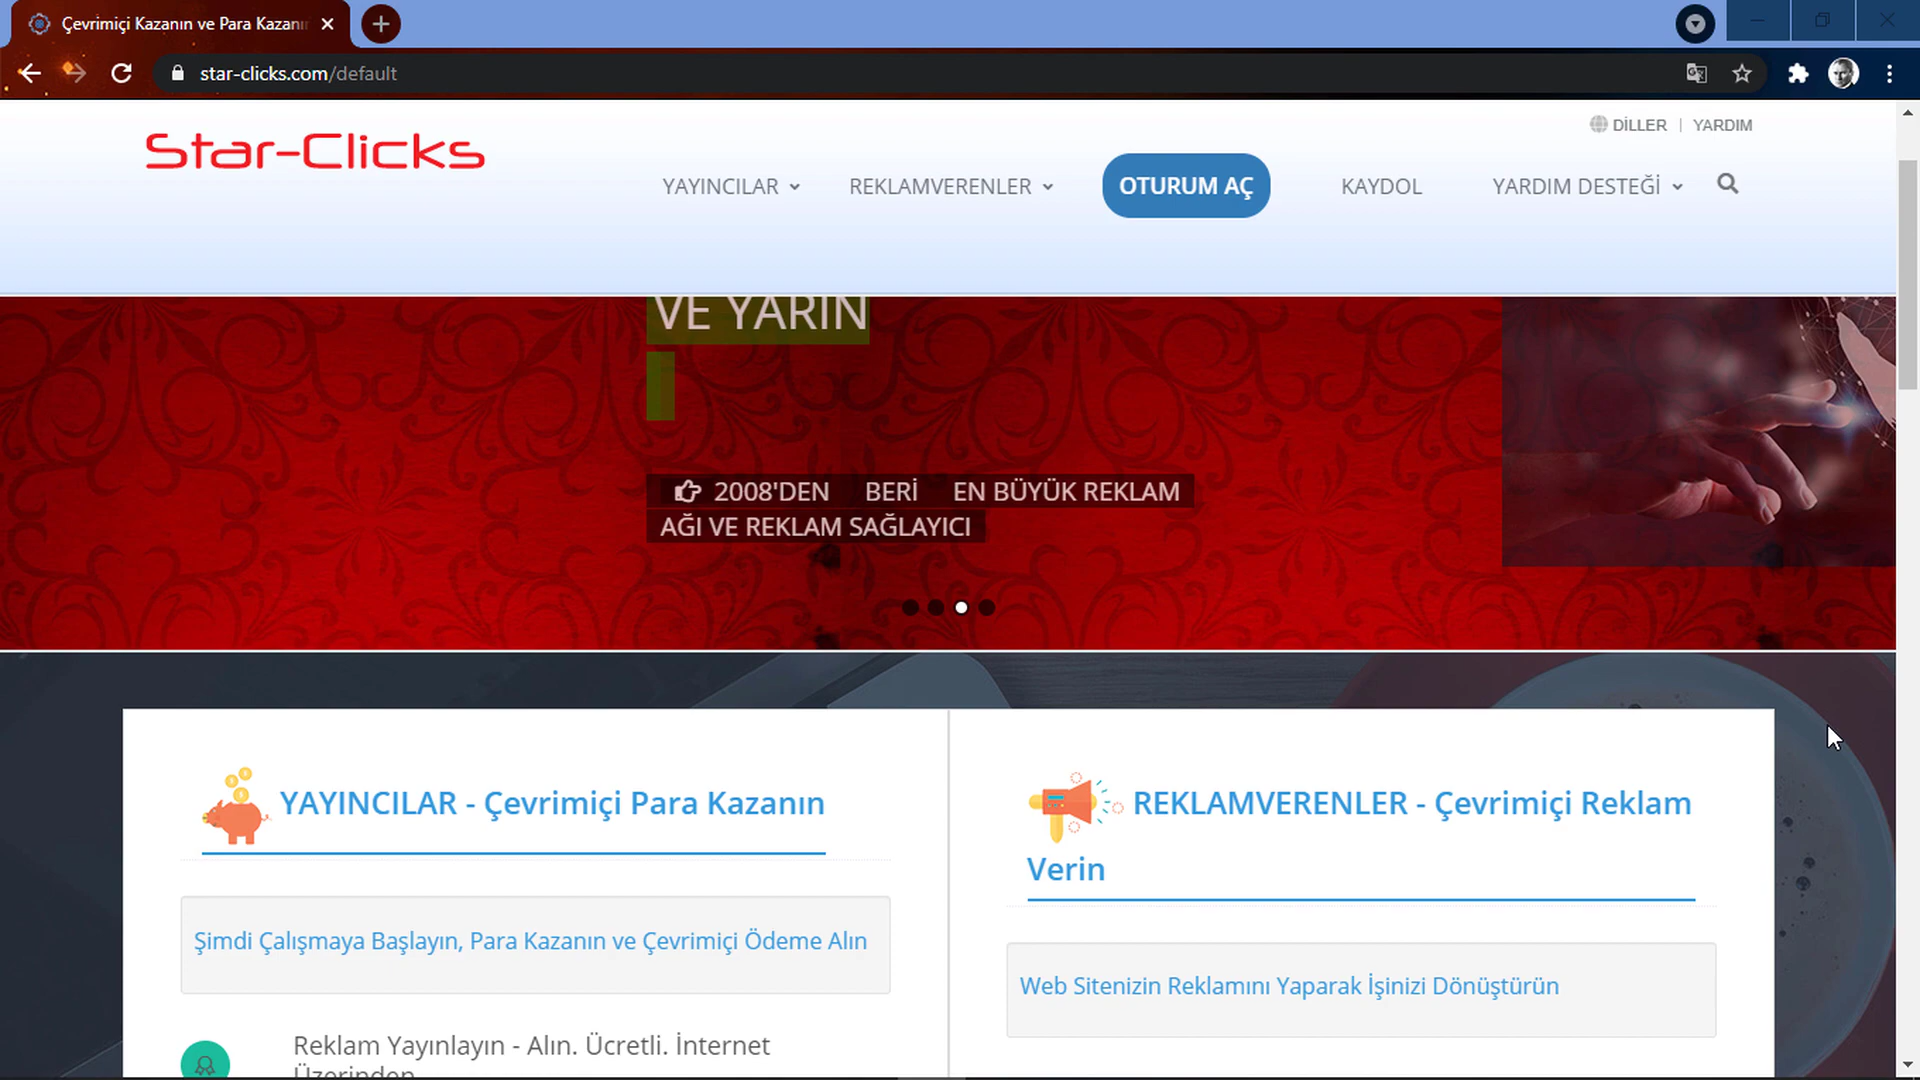 Çevrimiçi Kazanın ve Para Kazanı
star-clicks.com/default
DİLLER | YARDIM
Star-Clicks
YAYINCILAR REKLAMVERENLER OTURUM AÇ KAYDOL YARDIM DESTEĞİ
VE YARIN
2008'DEN BERİ EN BÜYÜK REKLAM
AĞI VE REKLAM SAĞLAYICI
YAYINCILAR - Çevrimiçi Para Kazanın
Şimdi Çalışmaya Başlayın, Para Kazanın ve Çevrimiçi Ödeme Alın
Reklam Yayınlayın - Alın. Ücretli. İnternet
Üzerinden
REKLAMVERENLER - Çevrimiçi Reklam
Verin
Web Sitenizin Reklamını Yaparak İşinizi Dönüştürün